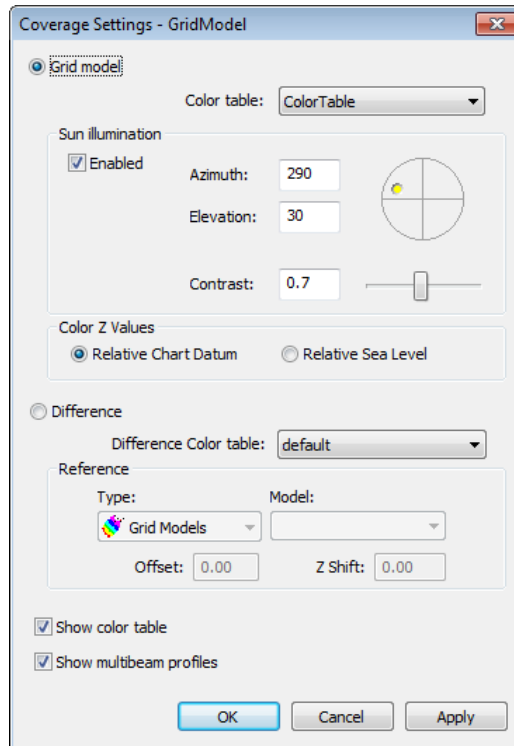 Coverage Settings - GridModel
Grid model
Color table: ColorTable
Sun illumination
Enabled
Azimuth: 290
Elevation: 30
Contrast: 0.7
Color Z Values
Relative Chart Datum Relative Sea Level
Difference
Difference Color table: default
Reference
Type: Model:
Grid Models
Offset: 0.00 Z Shift: 0.00
Show color table
Show multibeam profiles
OK Cancel Apply